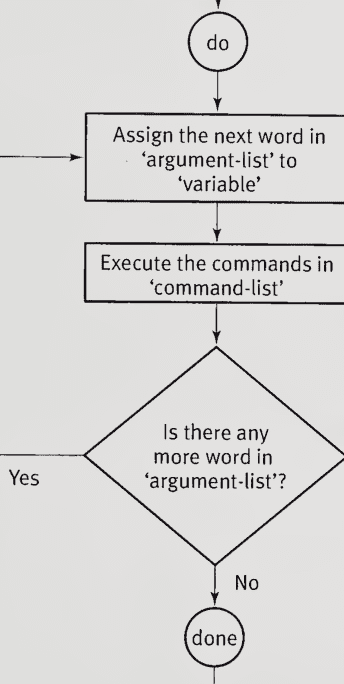 do
Assign the next word in
‘argument-list’ to
‘variable’
Execute the commands in
‘command-list’
Is there any
more word in
‘argument-list’?
Yes
No
done